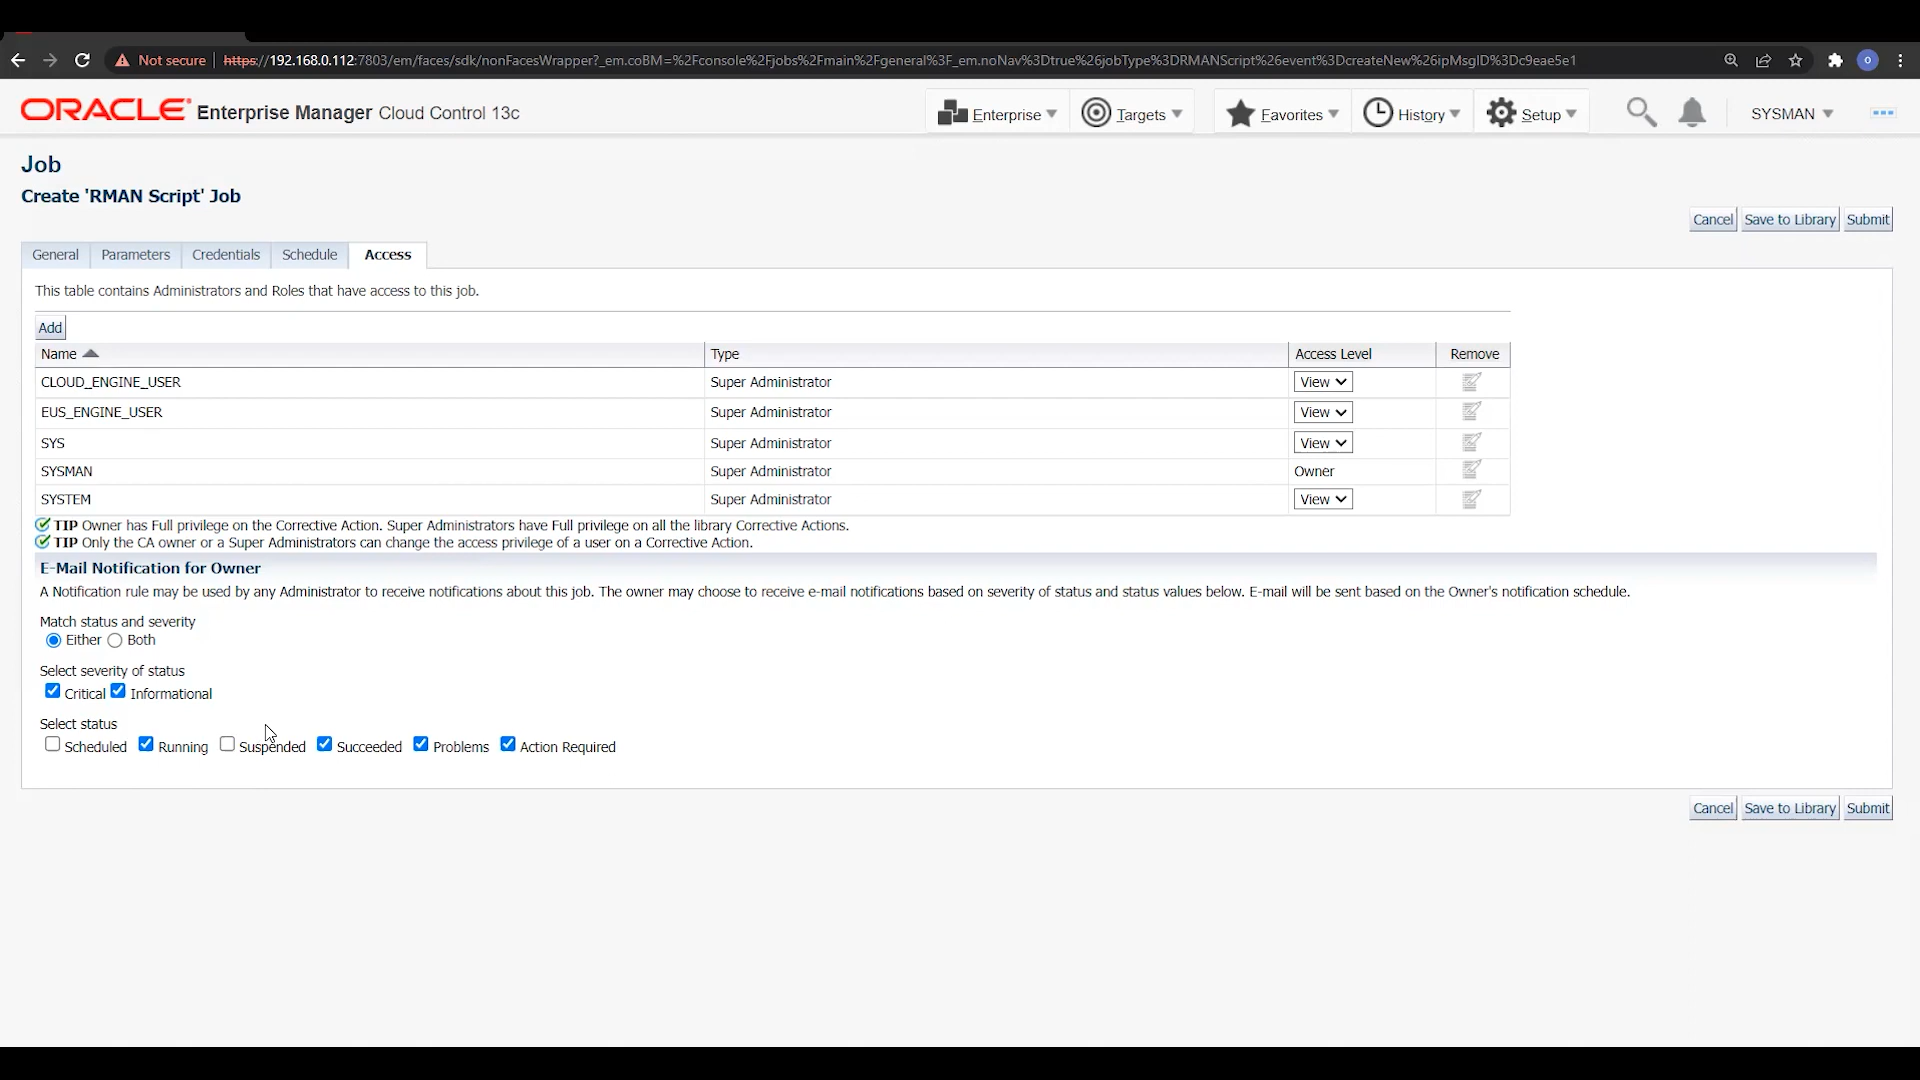 Not secure https://192.168.0.112:7803/em/faces/sdk/nonFacesWrapper?_em.coBM=%2Fconsole%2Fjobs%2Fmain%2Fgeneral%3F_em.noNav%3Dtrue%26jobType%3DRMANScript%26event%3DcreateNew%26ipMsgID%3Dc9eae5e1 o
ORACLE Enterprise Manager Cloud Control 13c Enterprise Targets Favorites History Setup SYSMAN
Job
Create 'RMAN Script' Job
Cancel Save to Library Submit
General Parameters Credentials Schedule Access
This table contains Administrators and Roles that have access to this job.
Add
Name Type Access Level Remove
CLOUD_ENGINE_USER Super Administrator View
EUS_ENGINE_USER Super Administrator View
SYS Super Administrator View
SYSMAN Super Administrator Owner
SYSTEM Super Administrator View
TIP Owner has Full privilege on the Corrective Action. Super Administrators have Full privilege on all the library Corrective Actions.
TIP Only the CA owner or a Super Administrators can change the access privilege of a user on a Corrective Action.
E-Mail Notification for Owner
A Notification rule may be used by any Administrator to receive notifications about this job. The owner may choose to receive e-mail notifications based on severity of status and status values below. E-mail will be sent based on the Owner's notification schedule.
Match status and severity
Either Both
Select severity of status
Critical Informational
Select status
Scheduled Running Suspended Succeeded Problems Action Required
Cancel Save to Library Submit